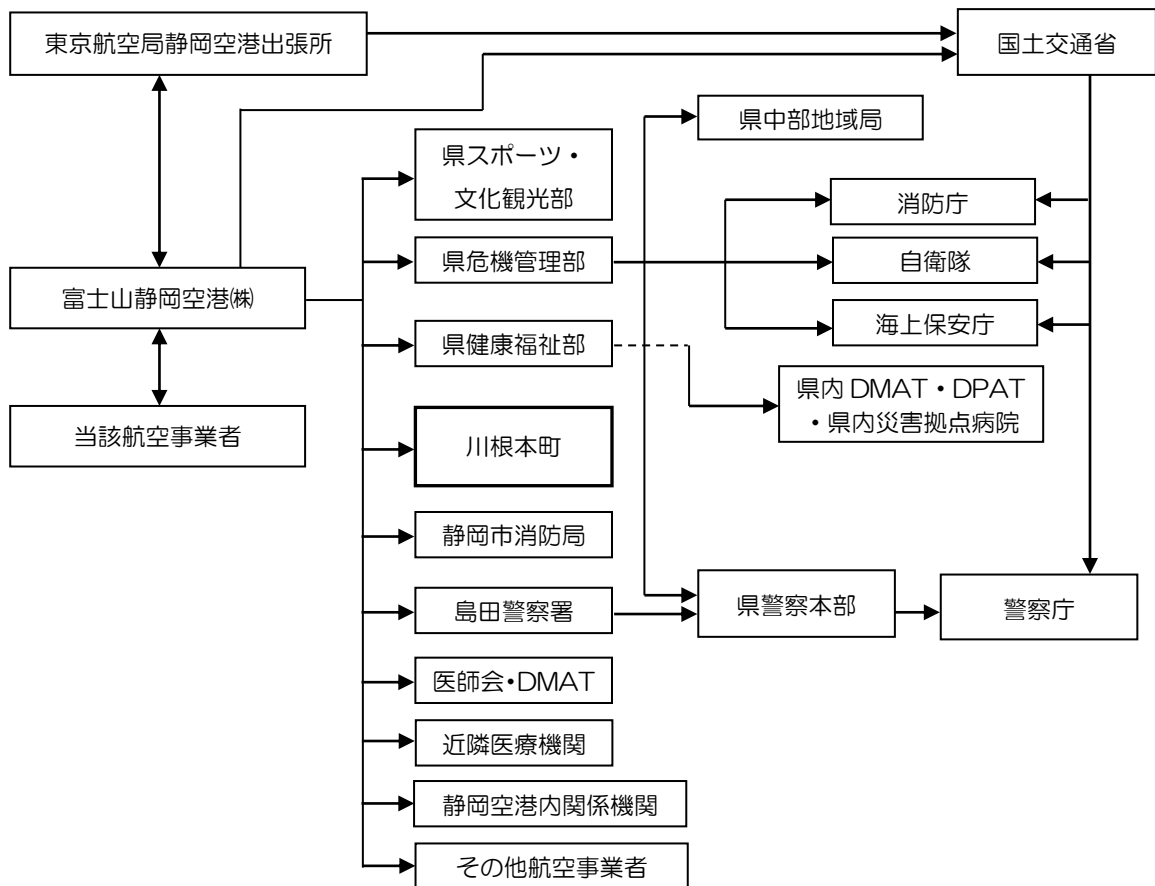 東京航空局静岡空港出張所
国土交通省
県中部地域局
県スポーツ・
文化観光部
消防庁
県危機管理部
自衛隊
富士山静岡空港㈱
海上保安庁
県健康福祉部
県内 DMAT・DPAT
・県内災害拠点病院
当該航空事業者
川根本町
静岡市消防局
県警察本部
警察庁
島田警察署
医師会・DMAT
近隣医療機関
静岡空港内関係機関
その他航空事業者